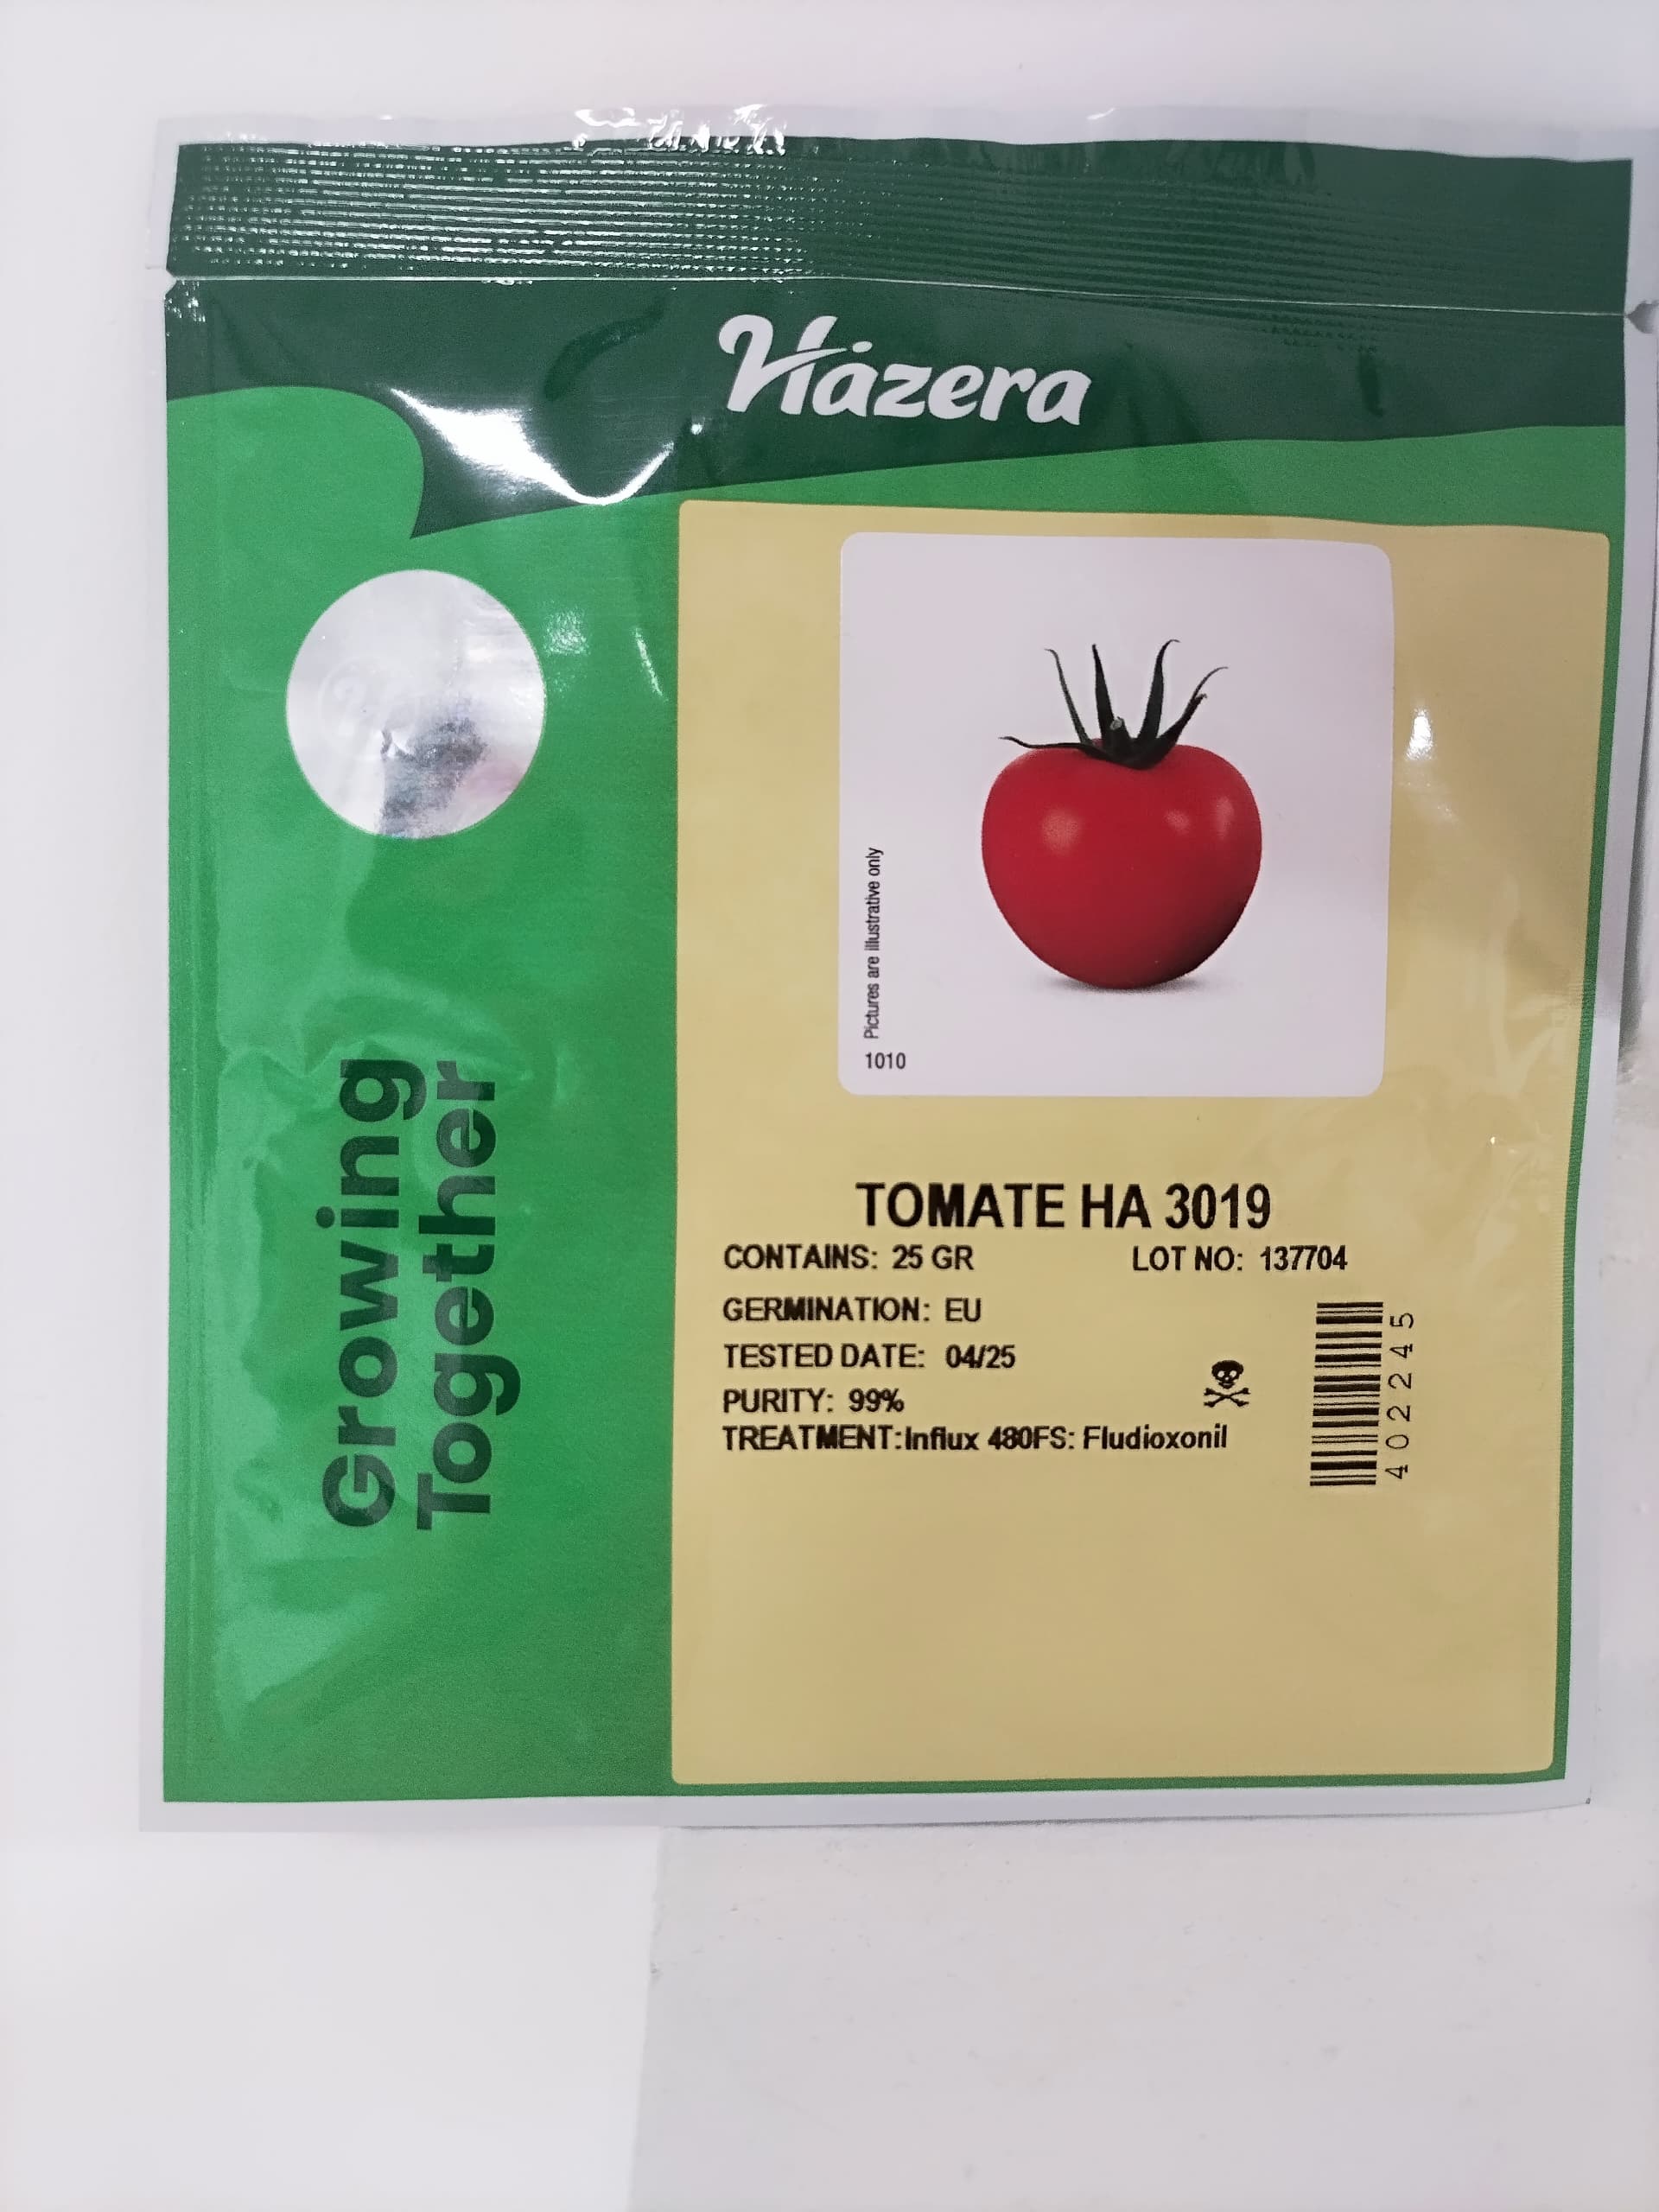 Hazera
Growing
Together
Pictures are illustrative only
1010
TOMATE HA 3019
CONTAINS: 25 GR LOT NO: 137704
GERMINATION: EU
TESTED DATE: 04/25
PURITY: 99%
TREATMENT:Influx 480FS: Fludioxonil
402245